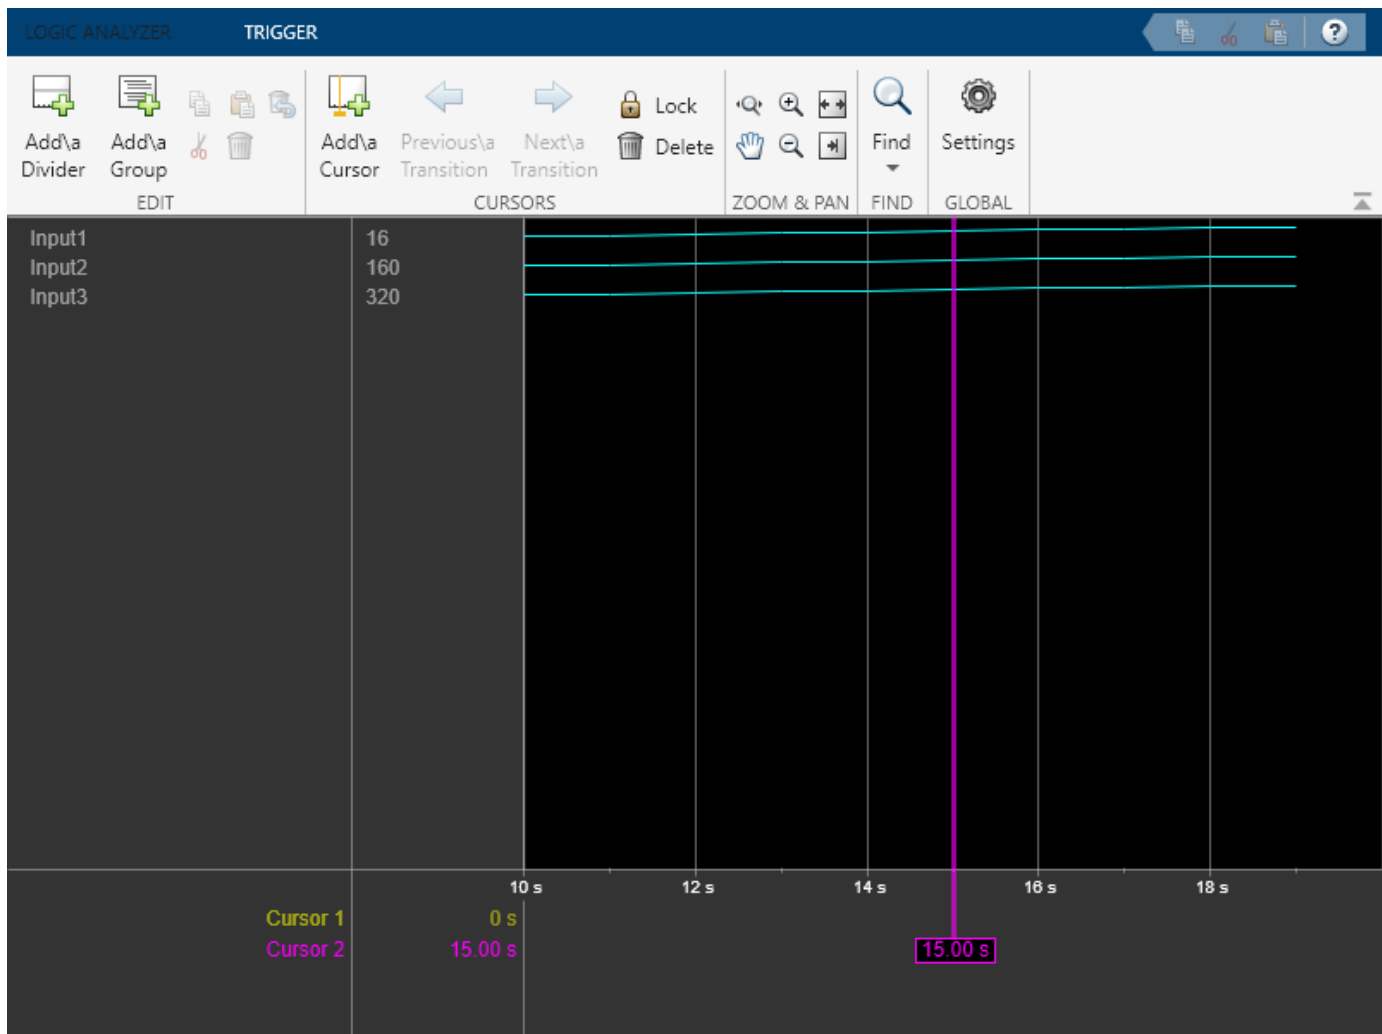 LOGIC ANALYZER TRIGGER
Add\a Divider
Add\a Group
Add\a Cursor
Previous\a Transition
Next\a Transition
Lock
Delete
Find
Settings
EDIT CURSORS ZOOM & PAN FIND GLOBAL
Input1 16
Input2 160
Input3 320
10 s 12 s 14 s 16 s 18 s
Cursor 1 0 s
Cursor 2 15.00 s 15.00 s